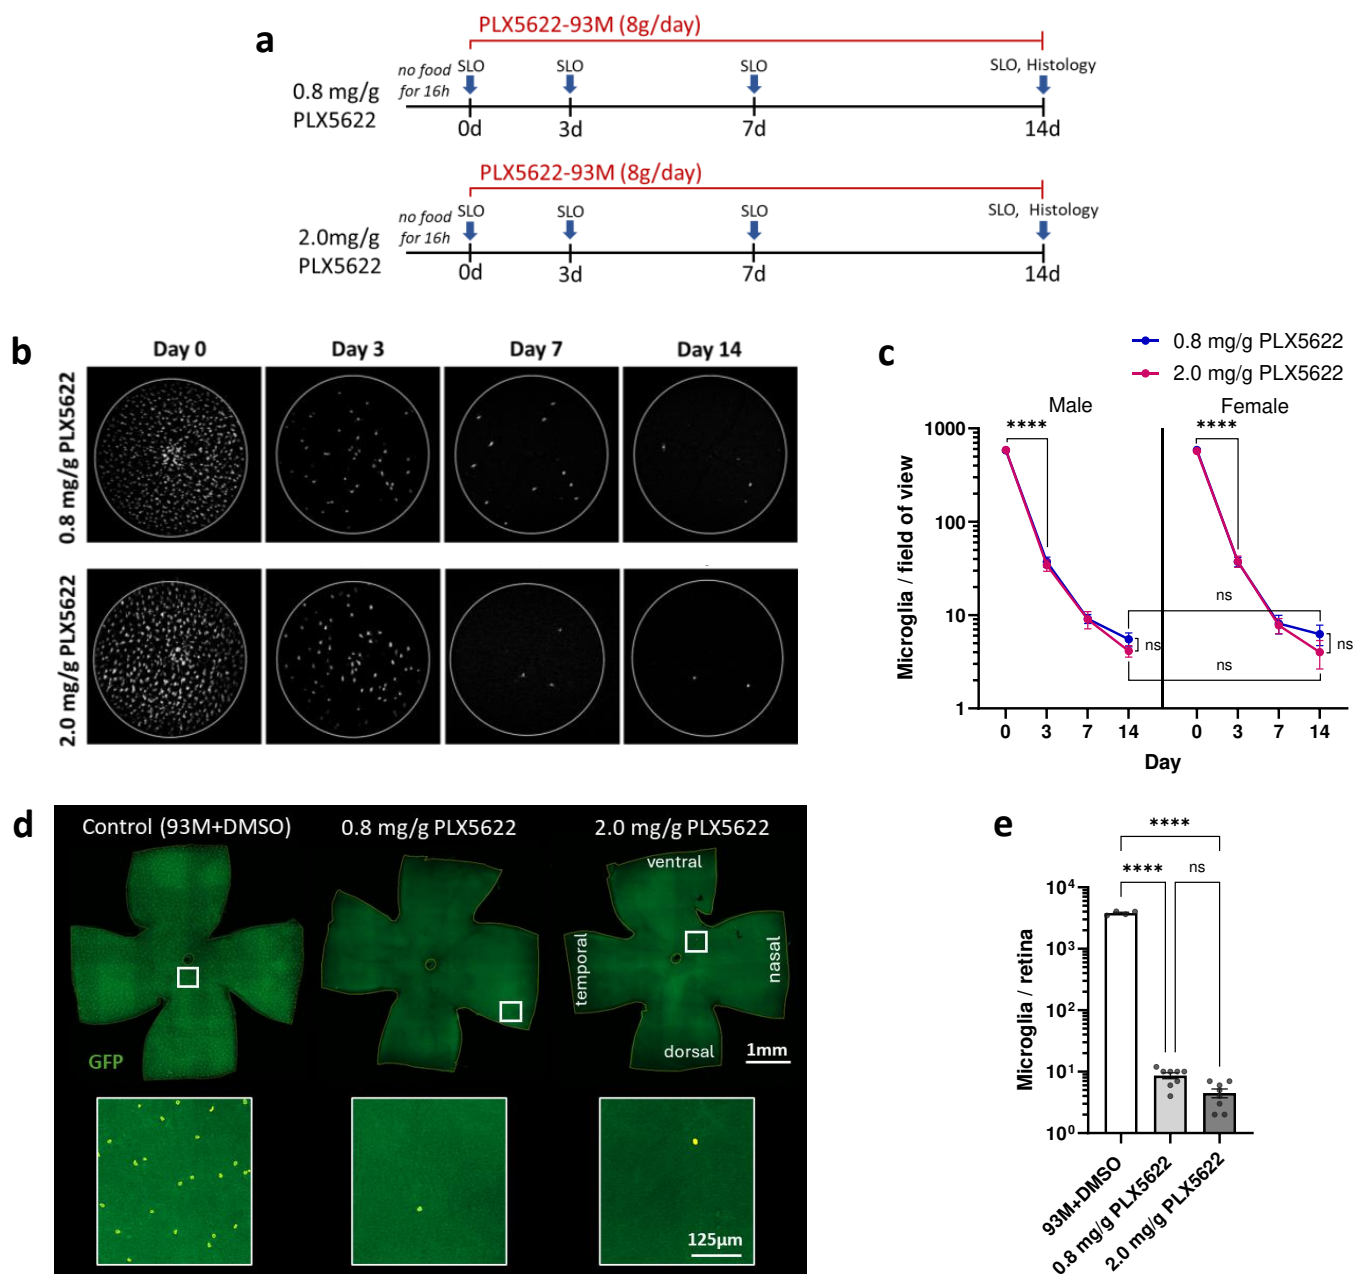 a
PLX5622-93M (8g/day)
no food
for 16h
SLO
SLO
SLO
SLO, Histology
0.8 mg/g
PLX5622
0d
3d
7d
14d
PLX5622-93M (8g/day)
no food
for 16h
SLO
SLO
SLO
SLO, Histology
2.0mg/g
PLX5622
0d
3d
7d
14d
b
Day 0
Day 3
Day 7
Day 14
0.8 mg/g PLX5622
2.0 mg/g PLX5622
c
0.8 mg/g PLX5622
2.0 mg/g PLX5622
Male
Female
****
****
Microglia / field of view
1000
100
10
1
ns
ns
ns
ns
0
3
7
14
0
3
7
14
Day
d
Control (93M+DMSO)
0.8 mg/g PLX5622
2.0 mg/g PLX5622
ventral
temporal
nasal
dorsal
GFP
1mm
125µm
e
****
****
ns
Microglia / retina
10⁴
10³
10²
10¹
10⁰
93M+DMSO
0.8 mg/g PLX5622
2.0 mg/g PLX5622